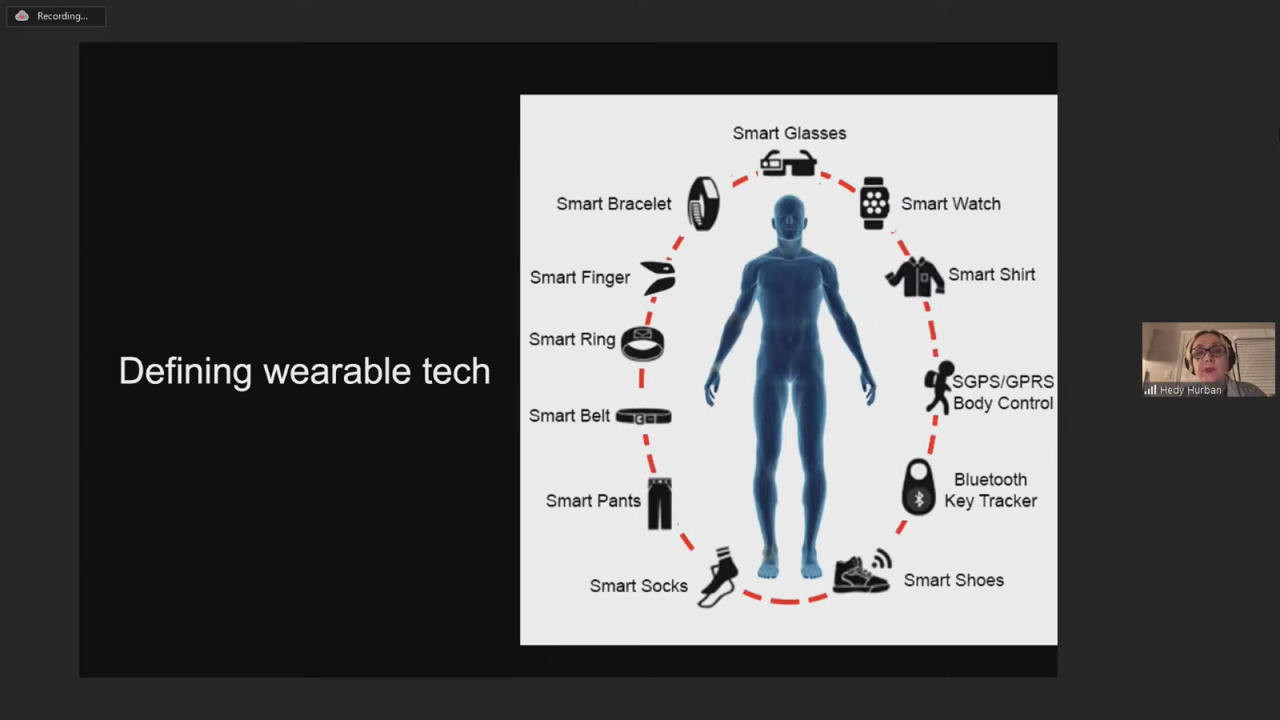 Recording...
Defining wearable tech
Smart Glasses
Smart Bracelet
Smart Watch
Smart Finger
Smart Shirt
Smart Ring
SGPS/GPRS
Body Control
Smart Belt
Bluetooth
Key Tracker
Smart Pants
Smart Socks
Smart Shoes
Hedy Hurban